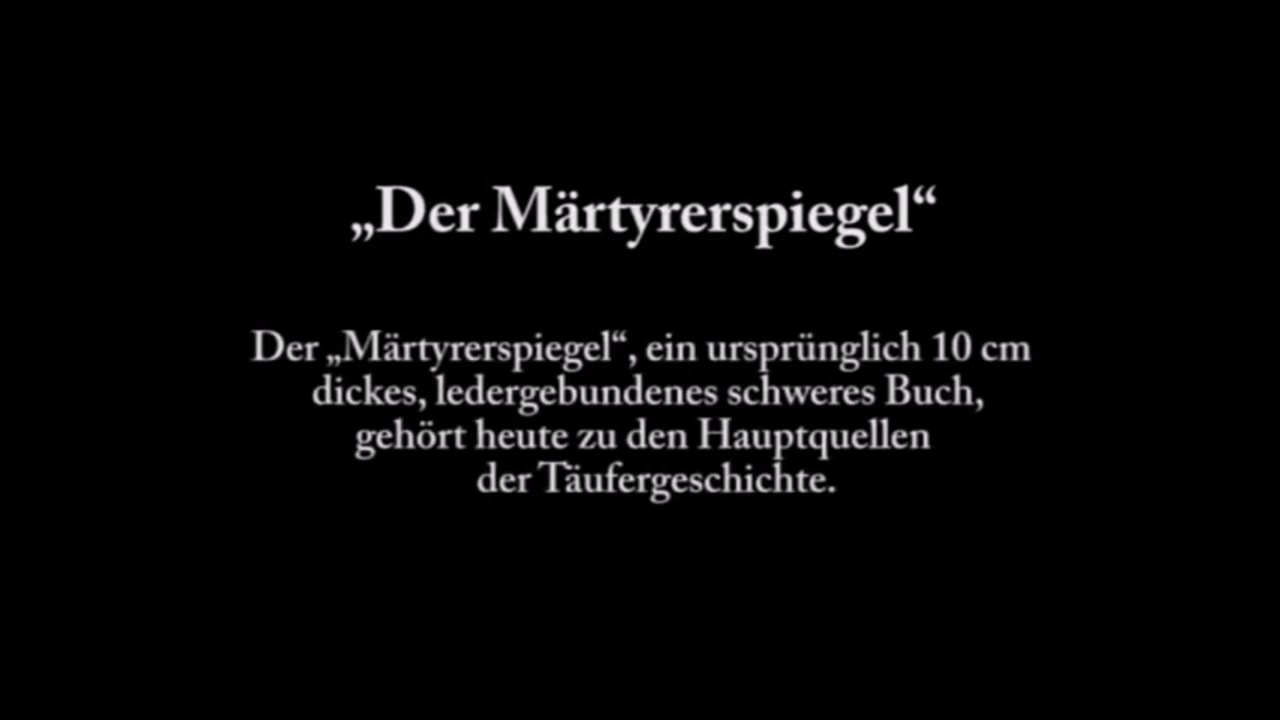 „Der Märtyrerspiegel“
Der „Märtyrerspiegel“, ein ursprünglich 10 cm
dickes, ledergebundenes schweres Buch,
gehört heute zu den Hauptquellen
der Täufergeschichte.